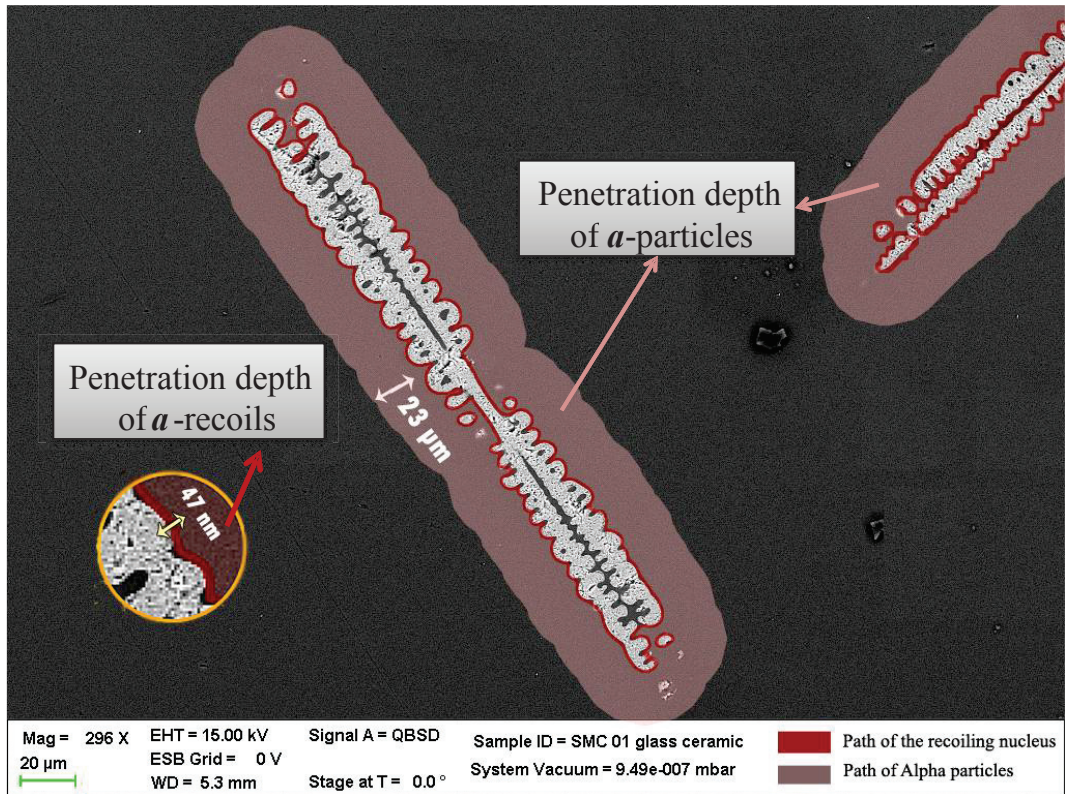 Penetration depth
of a-particles
Penetration depth
of a-recoils
23 µm
47 nm
Mag = 296 X
20 µm
EHT = 15.00 kV
ESB Grid = 0 V
WD = 5.3 mm
Signal A = QBSD
Stage at T = 0.0 °
Sample ID = SMC 01 glass ceramic
System Vacuum = 9.49e-007 mbar
Path of the recoiling nucleus
Path of Alpha particles